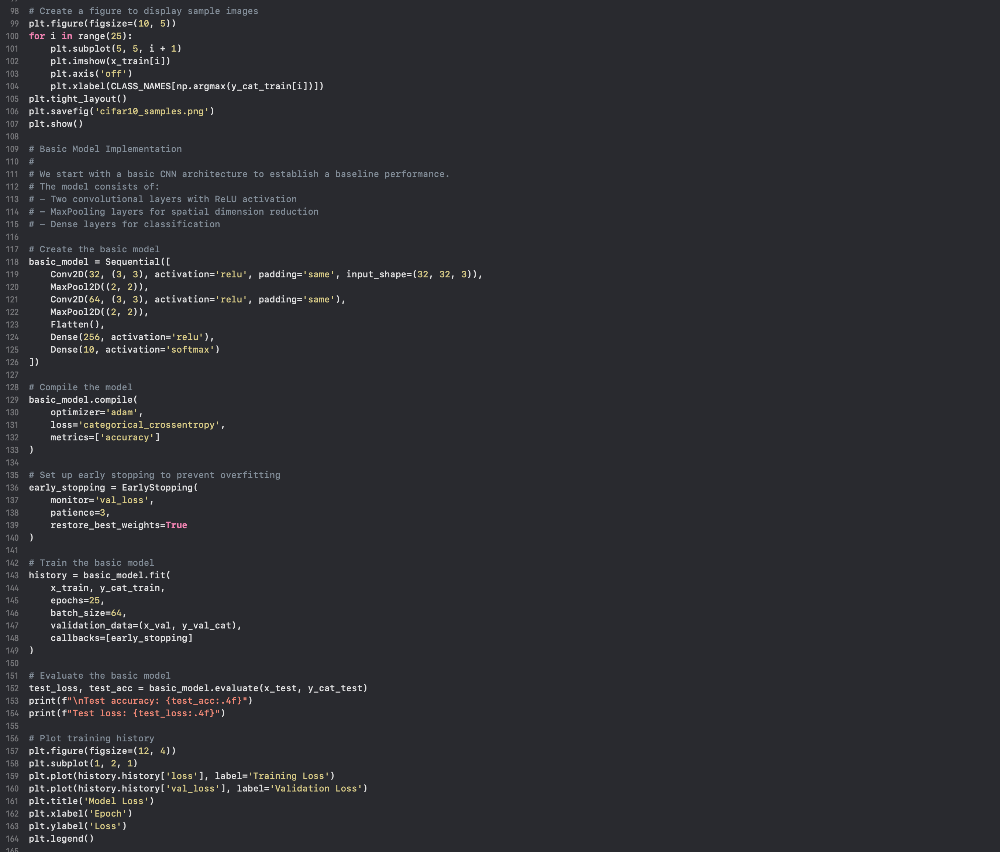 98 # Create a figure to display sample images
99 plt.figure(figsize=(10, 5))
100 for i in range(25):
101     plt.subplot(5, 5, i + 1)
102     plt.imshow(x_train[i])
103     plt.axis('off')
104     plt.xlabel(CLASS_NAMES[np.argmax(y_cat_train[i])])
105 plt.tight_layout()
106 plt.savefig('cifar10_samples.png')
107 plt.show()
108
109 # Basic Model Implementation
110 #
111 # We start with a basic CNN architecture to establish a baseline performance.
112 # The model consists of:
113 # - Two convolutional layers with ReLU activation
114 # - MaxPooling layers for spatial dimension reduction
115 # - Dense layers for classification
116
117 # Create the basic model
118 basic_model = Sequential([
119     Conv2D(32, (3, 3), activation='relu', padding='same', input_shape=(32, 32, 3)),
120     MaxPool2D((2, 2)),
121     Conv2D(64, (3, 3), activation='relu', padding='same'),
122     MaxPool2D((2, 2)),
123     Flatten(),
124     Dense(256, activation='relu'),
125     Dense(10, activation='softmax')
126 ])
127
128 # Compile the model
129 basic_model.compile(
130     optimizer='adam',
131     loss='categorical_crossentropy',
132     metrics=['accuracy']
133 )
134
135 # Set up early stopping to prevent overfitting
136 early_stopping = EarlyStopping(
137     monitor='val_loss',
138     patience=3,
139     restore_best_weights=True
140 )
141
142 # Train the basic model
143 history = basic_model.fit(
144     x_train, y_cat_train,
145     epochs=25,
146     batch_size=64,
147     validation_data=(x_val, y_val_cat),
148     callbacks=[early_stopping]
149 )
150
151 # Evaluate the basic model
152 test_loss, test_acc = basic_model.evaluate(x_test, y_cat_test)
153 print(f"\nTest accuracy: {test_acc:.4f}")
154 print(f"Test loss: {test_loss:.4f}")
155
156 # Plot training history
157 plt.figure(figsize=(12, 4))
158 plt.subplot(1, 2, 1)
159 plt.plot(history.history['loss'], label='Training Loss')
160 plt.plot(history.history['val_loss'], label='Validation Loss')
161 plt.title('Model Loss')
162 plt.xlabel('Epoch')
163 plt.ylabel('Loss')
164 plt.legend()
165